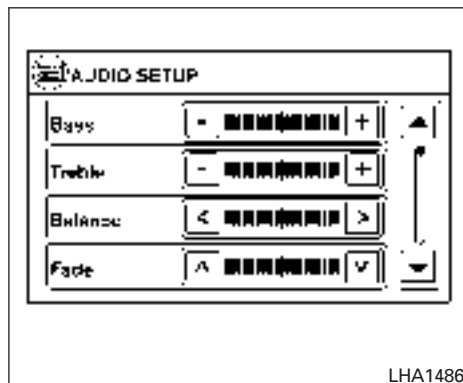 AUDIO SETUP
Bass - +
Treble - +
Balance < >
Fade ^ v
LHA1486